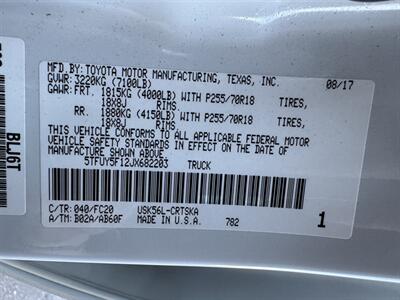 MFD.BY: TOYOTA MOTOR MANUFACTURING, TEXAS, INC. 08/17
GVWR: 3220KG (7100LB)
GAWR: FRT. 1815KG (4000LB) WITH P255/70R18 TIRES,
18X8J RIMS.
RR. 1880KG (4150LB) WITH P255/70R18 TIRES,
18X8J RIMS.
THIS VEHICLE CONFORMS TO ALL APPLICABLE FEDERAL MOTOR
VEHICLE SAFETY STANDARDS IN EFFECT ON THE DATE OF
MANUFACTURE SHOWN ABOVE.
5TFUY5F12JX682203 TRUCK
C/TR: 040/FC20 USK56L-CRTSKA
A/TM: B02A/AB60F 782 1
BLJ6T